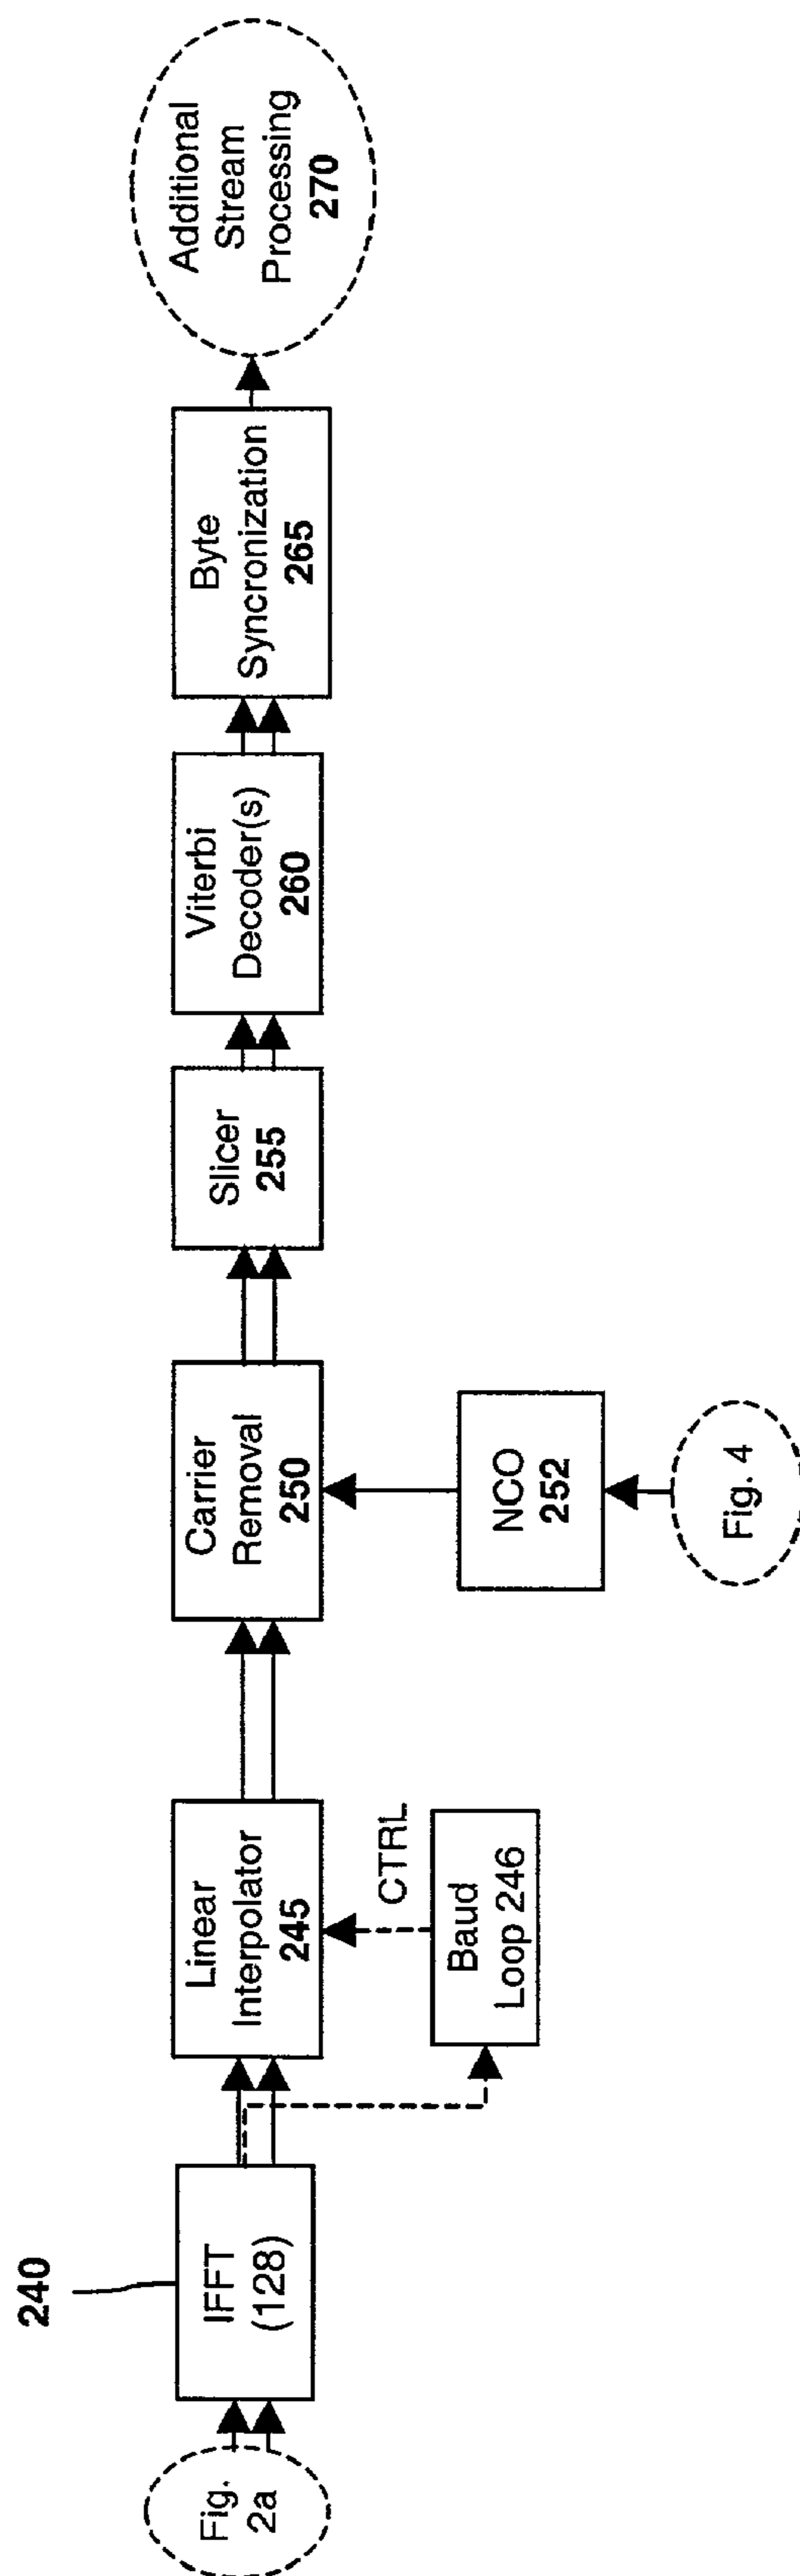 Fig.
2a
240
IFFT
(128)
Linear
Interpolator
245
CTRL
Baud
Loop 246
Carrier
Removal
250
NCO
252
Fig. 4
Slicer
255
Viterbi
Decoder(s)
260
Byte
Syncronization
265
Additional
Stream
Processing
270